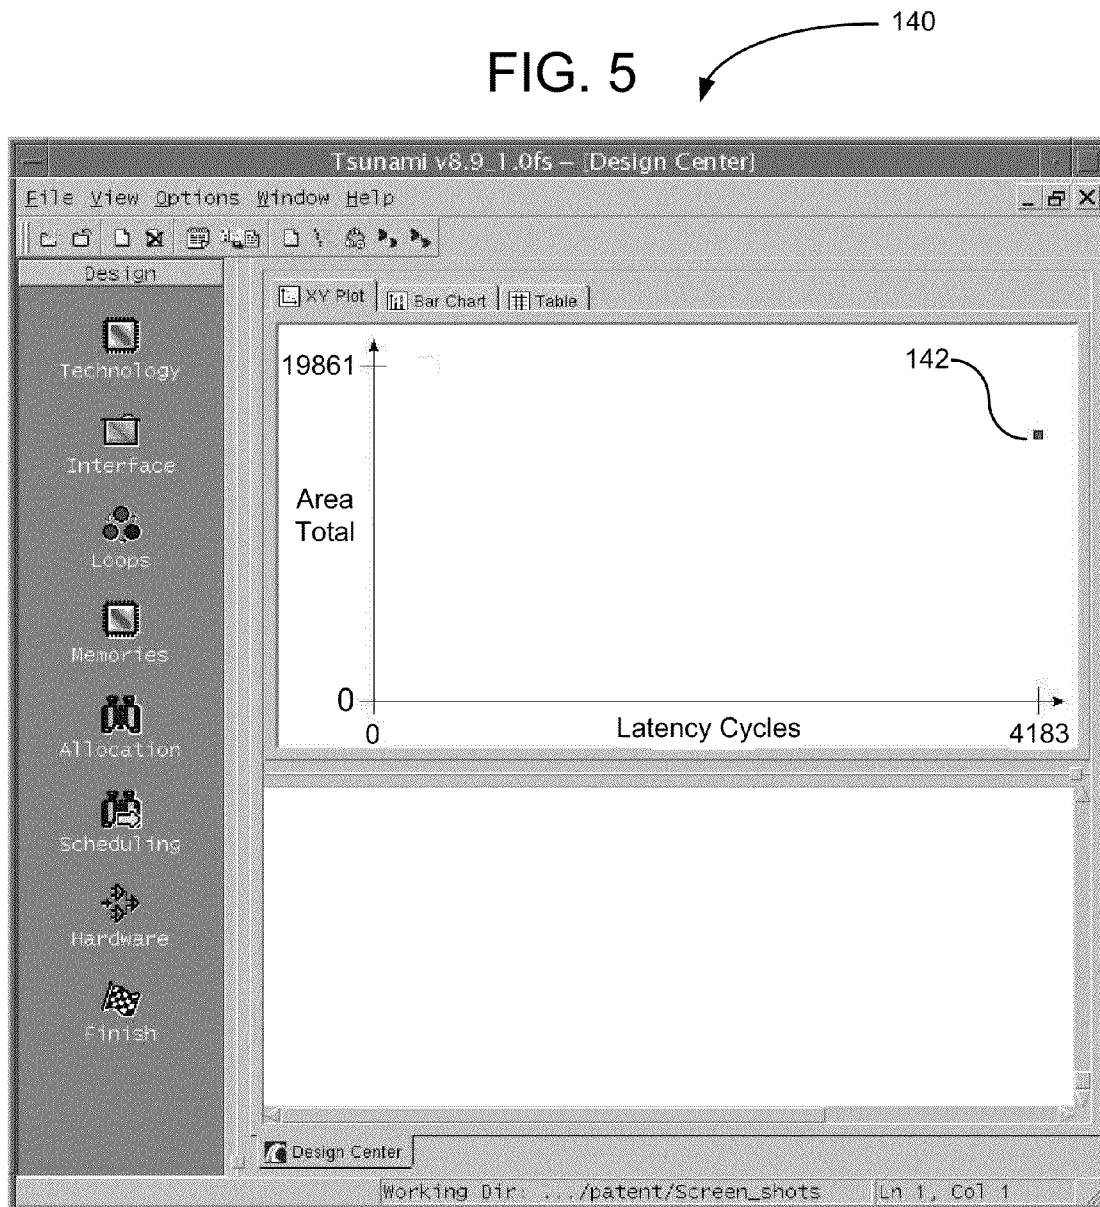 140
FIG. 5
Tsunami v8.9_1.0fs – [Design Center]
File View Options Window Help
Design
Technology
Interface
Loops
Memories
Allocation
Scheduling
Hardware
Finish
XY Plot Bar Chart Table
19861
142
Area
Total
0
0 Latency Cycles 4183
Design Center
Working Dir: .../patent/Screen_shots Ln 1, Col 1